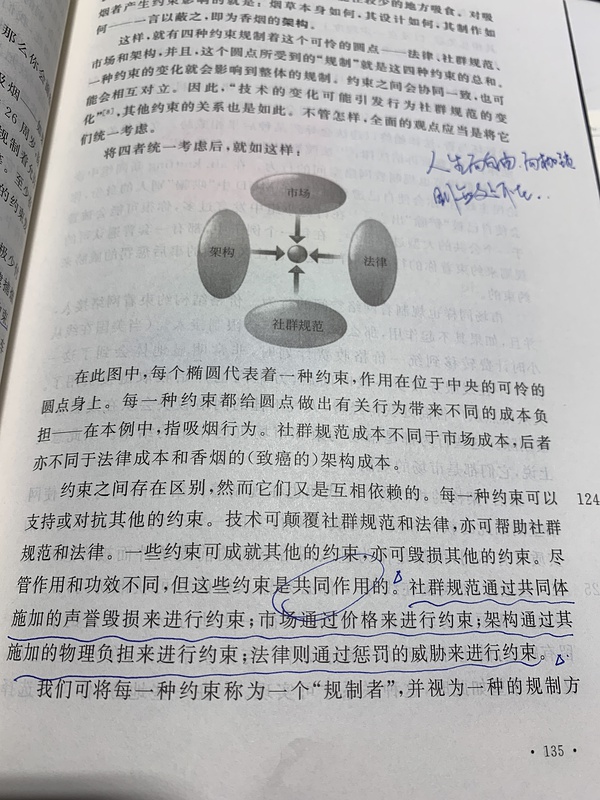 烟者产生约束影响的就是:烟草本身如何,其设计如何,其制作如
何——一言以蔽之,即为香烟的架构。
这样,就有四种约束规制着这个可怜的圆点——法律、社群规范、
市场和架构,并且,这个圆点所受到的“规制”就是这四种约束的总和。
一种约束的变化就会影响到整体的规制。约束之间会协同一致,也可
能会相互对立。因此,“技术的变化可能引发行为社群规范的变
化”[8],其他约束的关系也是如此。不管怎样,全面的观点应当是将它
们统一考虑。
将四者统一考虑后,就如这样:
人生而自由,而枷锁
则无处不在..
市场
架构
法律
社群规范
在此图中,每个椭圆代表着一种约束,作用在位于中央的可怜的
圆点身上。每一种约束都给圆点做出有关行为带来不同的成本负
担——在本例中,指吸烟行为。社群规范成本不同于市场成本,后者
亦不同于法律成本和香烟的(致癌的)架构成本。
约束之间存在区别,然而它们又是互相依赖的。每一种约束可以
124
支持或对抗其他的约束。技术可颠覆社群规范和法律,亦可帮助社群
规范和法律。一些约束可成就其他的约束,亦可毁损其他的约束。尽
管作用和功效不同,但这些约束是共同作用的。社群规范通过共同体
施加的声誉毁损来进行约束;市场通过价格来进行约束;架构通过其
施加的物理负担来进行约束;法律则通过惩罚的威胁来进行约束。
我们可将每一种约束称为一个“规制者”,并视为一种的规制方
• 135 •